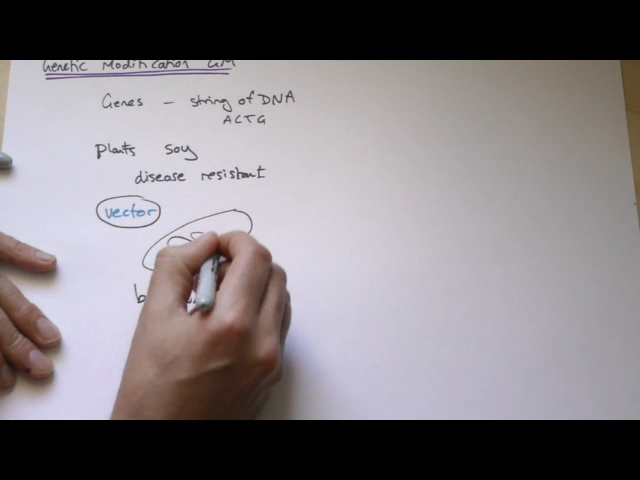 Genetic Modification GM
Genes – string of DNA
ACTG
plants soy
disease resistant
vector